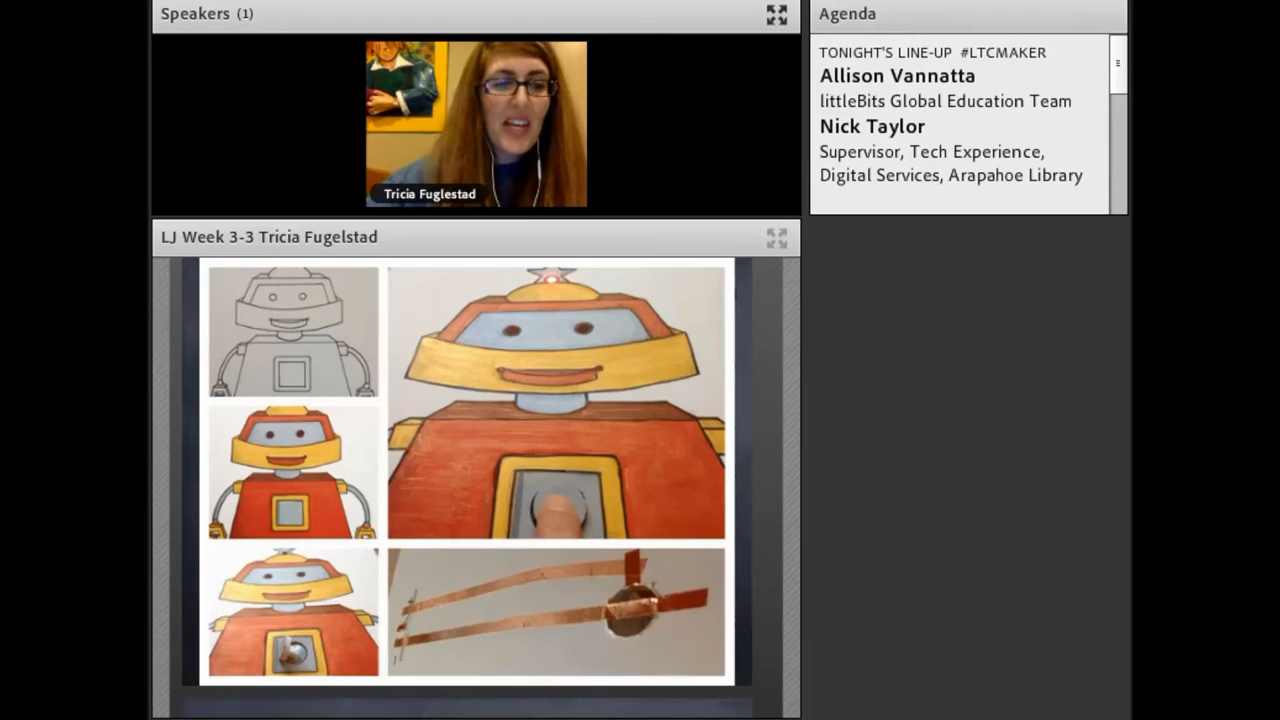 Speakers (1)
Tricia Fuglestad
LJ Week 3-3 Tricia Fugelstad
Agenda
TONIGHT'S LINE-UP #LTCMAKER
Allison Vannatta
littleBits Global Education Team
Nick Taylor
Supervisor, Tech Experience,
Digital Services, Arapahoe Library